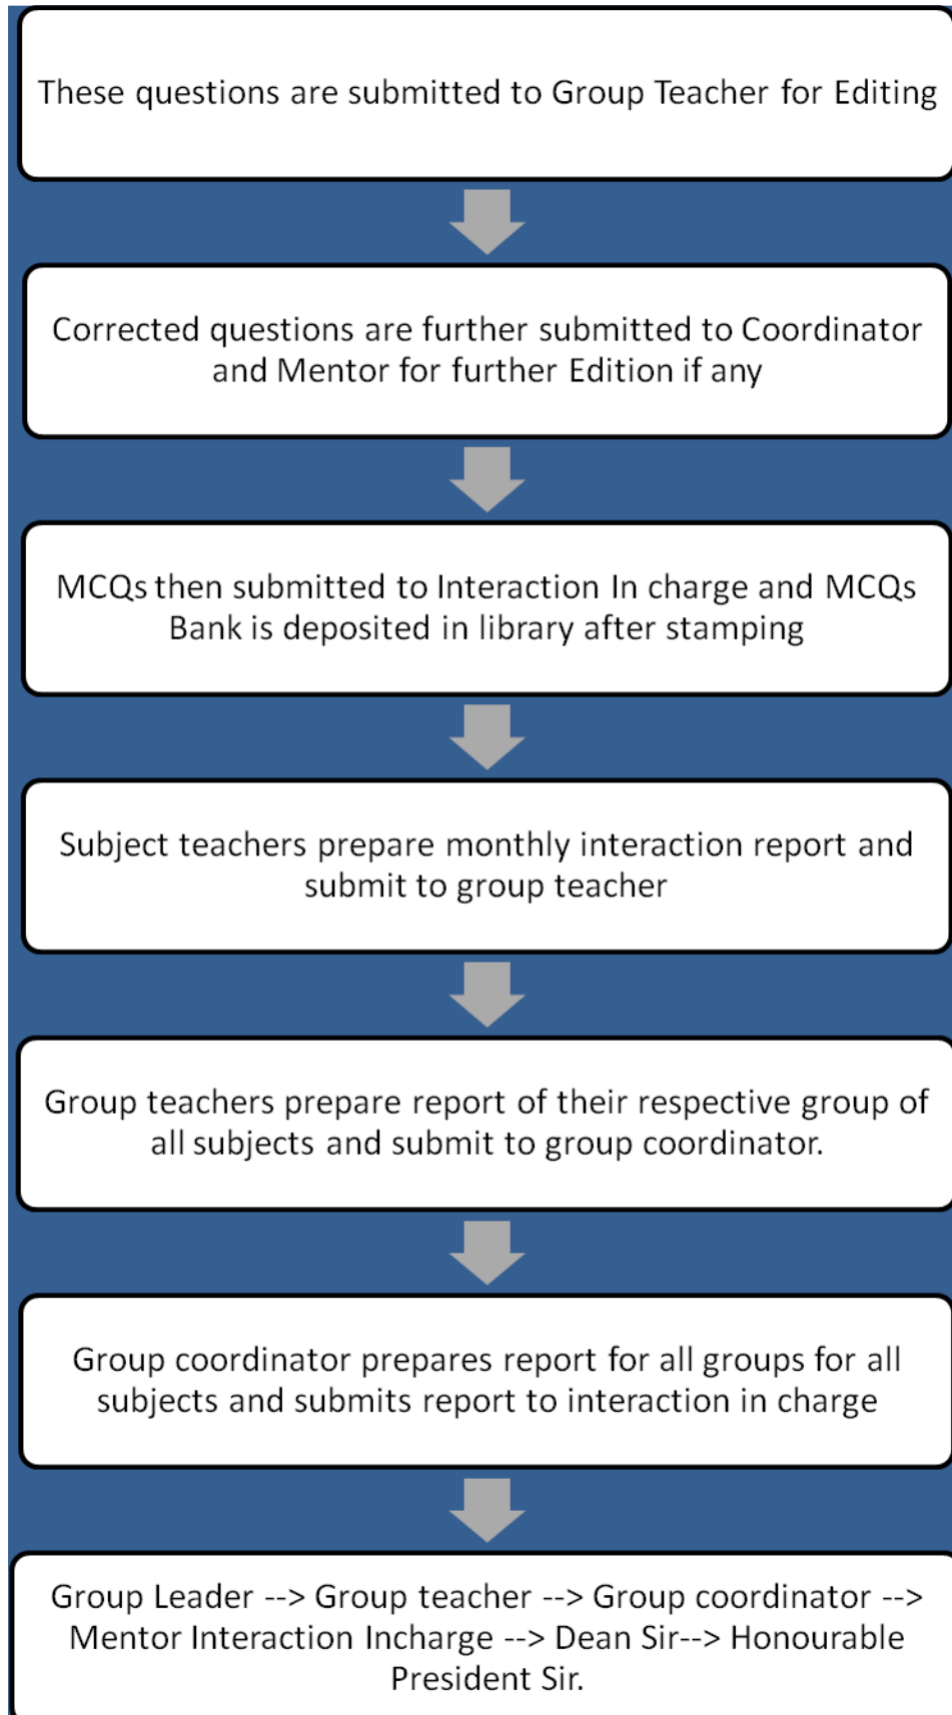 These questions are submitted to Group Teacher for Editing
Corrected questions are further submitted to Coordinator
and Mentor for further Edition if any
MCQs then submitted to Interaction In charge and MCQs
Bank is deposited in library after stamping
Subject teachers prepare monthly interaction report and
submit to group teacher
Group teachers prepare report of their respective group of
all subjects and submit to group coordinator.
Group coordinator prepares report for all groups for all
subjects and submits report to interaction in charge
Group Leader --> Group teacher --> Group coordinator -->
Mentor Interaction Incharge --> Dean Sir--> Honourable
President Sir.